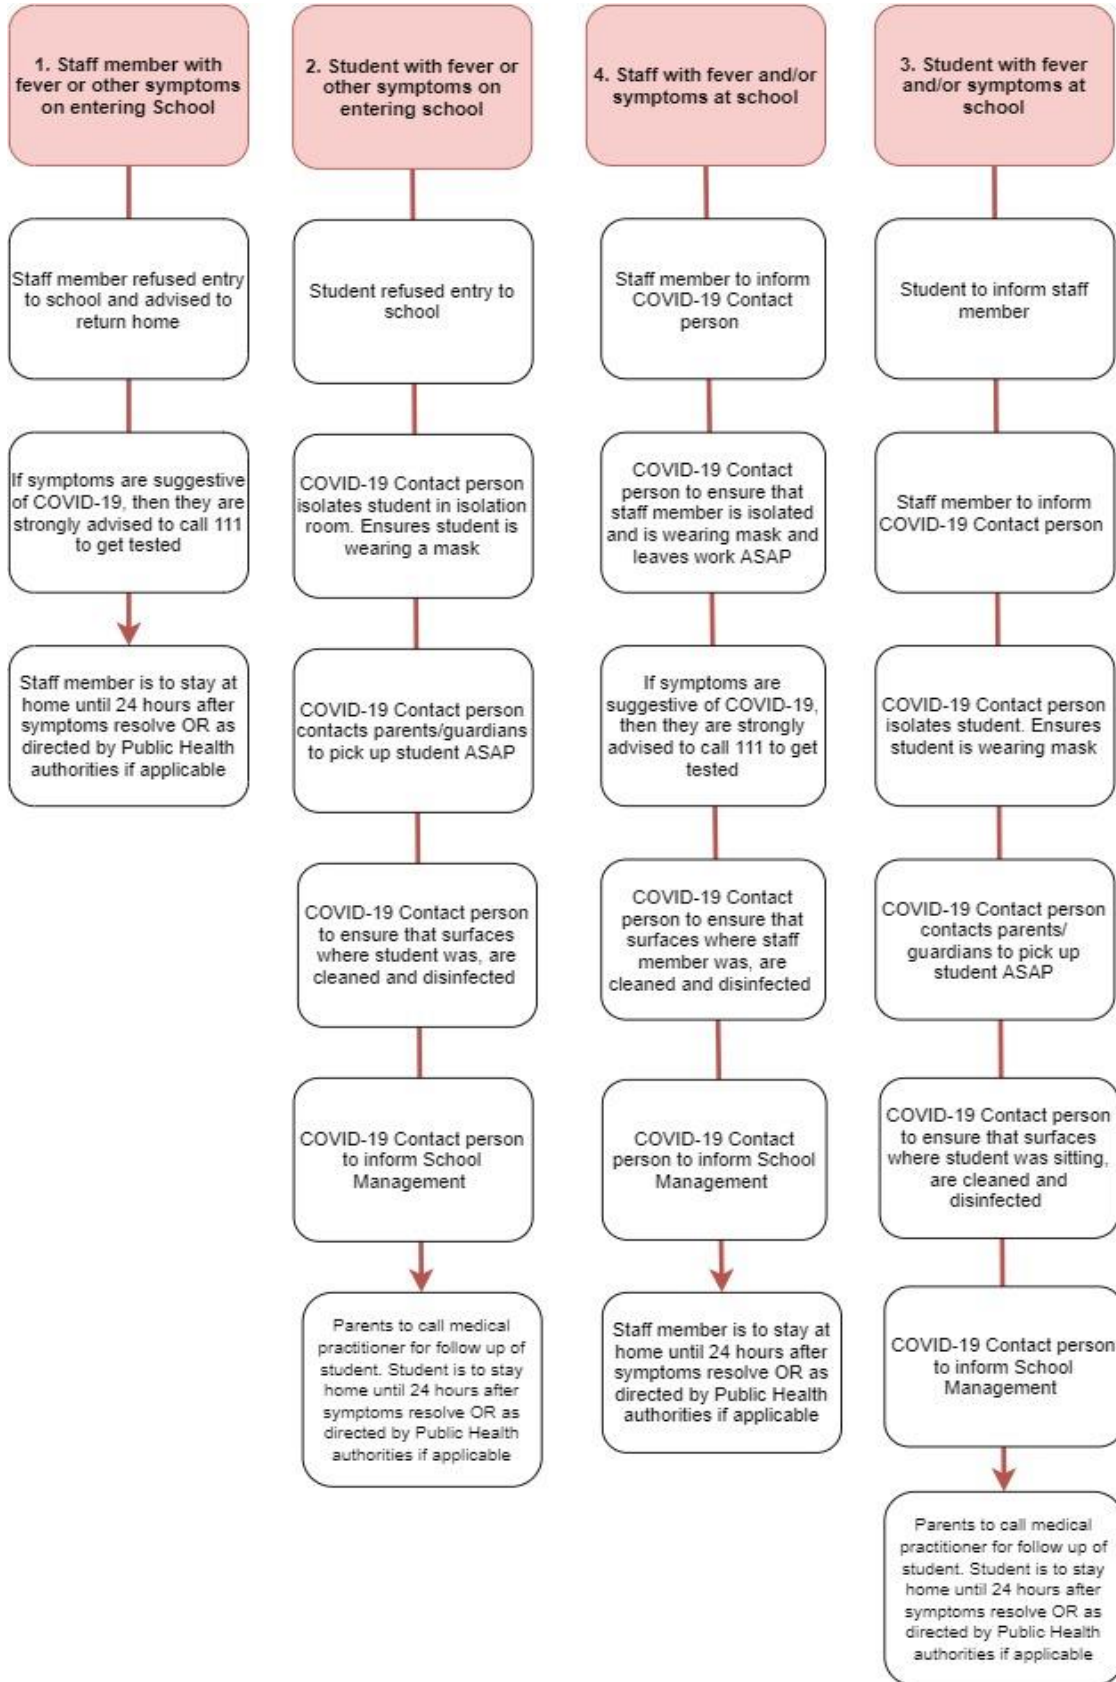 1. Staff member with
fever or other symptoms
on entering School
Staff member refused entry
to school and advised to
return home
If symptoms are suggestive
of COVID-19, then they are
strongly advised to call 111
to get tested
Staff member is to stay at
home until 24 hours after
symptoms resolve OR as
directed by Public Health
authorities if applicable
2. Student with fever or
other symptoms on
entering school
Student refused entry to
school
COVID-19 Contact person
isolates student in isolation
room. Ensures student is
wearing a mask
COVID-19 Contact person
contacts parents/guardians
to pick up student ASAP
COVID-19 Contact person
to ensure that surfaces
where student was, are
cleaned and disinfected
COVID-19 Contact person
to inform School
Management
Parents to call medical
practitioner for follow up of
student. Student is to stay
home until 24 hours after
symptoms resolve OR as
directed by Public Health
authorities if applicable
4. Staff with fever and/or
symptoms at school
Staff member to inform
COVID-19 Contact
person
COVID-19 Contact
person to ensure that
staff member is isolated
and is wearing mask and
leaves work ASAP
If symptoms are
suggestive of COVID-19,
then they are strongly
advised to call 111 to get
tested
COVID-19 Contact
person to ensure that
surfaces where staff
member was, are
cleaned and disinfected
COVID-19 Contact
person to inform School
Management
Staff member is to stay at
home until 24 hours after
symptoms resolve OR as
directed by Public Health
authorities if applicable
3. Student with fever
and/or symptoms at
school
Student to inform staff
member
Staff member to inform
COVID-19 Contact person
COVID-19 Contact person
isolates student. Ensures
student is wearing mask
COVID-19 Contact person
contacts parents/
guardians to pick up
student ASAP
COVID-19 Contact person
to ensure that surfaces
where student was sitting,
are cleaned and
disinfected
COVID-19 Contact person
to inform School
Management
Parents to call medical
practitioner for follow up of
student. Student is to stay
home until 24 hours after
symptoms resolve OR as
directed by Public Health
authorities if applicable